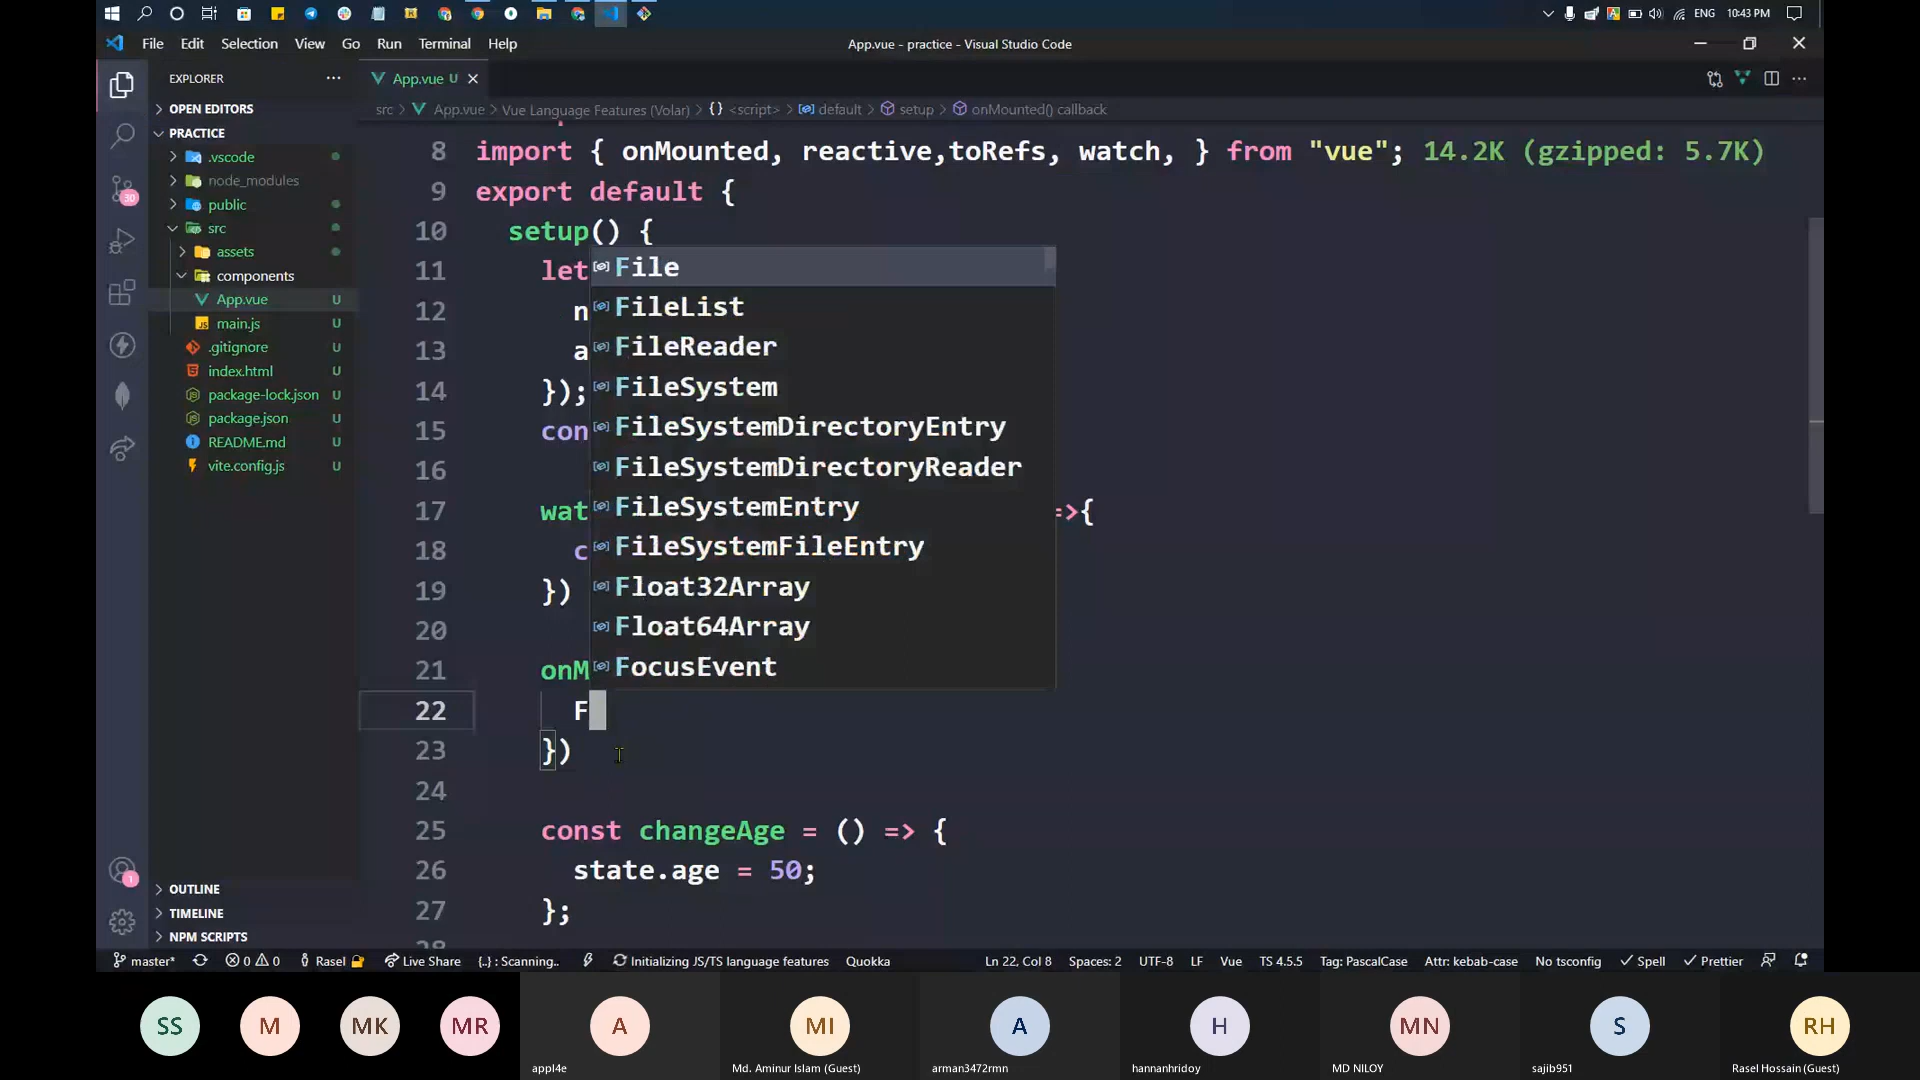 ENG 10:43 PM
File Edit Selection View Go Run Terminal Help
App.vue - practice - Visual Studio Code
EXPLORER
App.vue U
OPEN EDITORS
src > App.vue > Vue Language Features (Volar) > {} <script> > default > setup > onMounted() callback
PRACTICE
.vscode
node_modules
public
src
assets
components
App.vue U
main.js U
.gitignore U
index.html U
package-lock.json U
package.json U
README.md U
vite.config.js U
30
1
OUTLINE
TIMELINE
NPM SCRIPTS
8 import { onMounted, reactive,toRefs, watch, } from "vue"; 14.2K (gzipped: 5.7K)
9 export default {
10 setup() {
11 let
12 n
13 a
14 });
15 con
16
17 wat =>{
18 c
19 })
20
21 onM
22 F
23 })
24
25 const changeAge = () => {
26 state.age = 50;
27 };
28
File
FileList
FileReader
FileSystem
FileSystemDirectoryEntry
FileSystemDirectoryReader
FileSystemEntry
FileSystemFileEntry
Float32Array
Float64Array
FocusEvent
master* 0 0 Rasel Live Share {..} : Scanning.. Initializing JS/TS language features Quokka Ln 22, Col 8 Spaces: 2 UTF-8 LF Vue TS 4.5.5 Tag: PascalCase Attr: kebab-case No tsconfig Spell Prettier
SS M MK MR A MI A H MN S RH
appl4e Md. Aminur Islam (Guest) arman3472rmn hannanhridoy MD NILOY sajib951 Rasel Hossain (Guest)